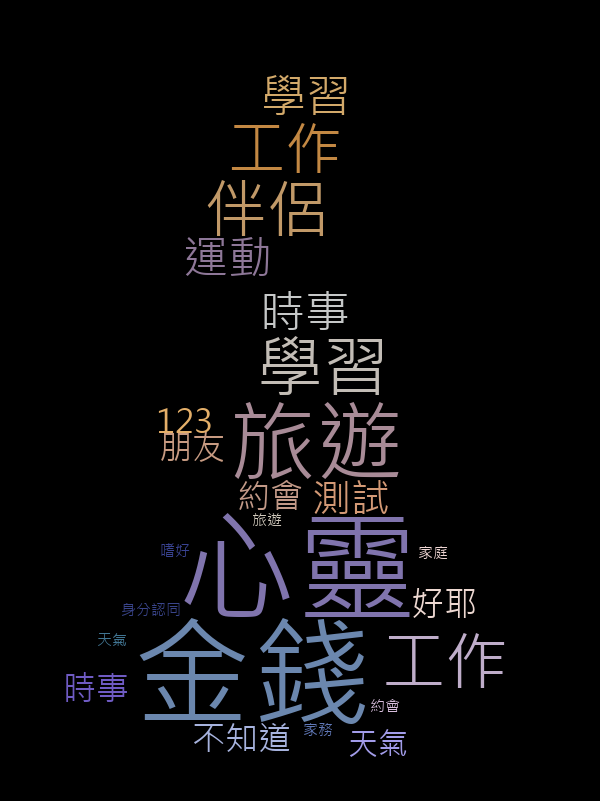 學習
工作
伴侶
運動
時事
學習
旅遊
123
朋友
約會
測試
旅遊
心靈
嗜好
家庭
好耶
身分認同
金錢
工作
天氣
時事
約會
不知道
家務
天氣